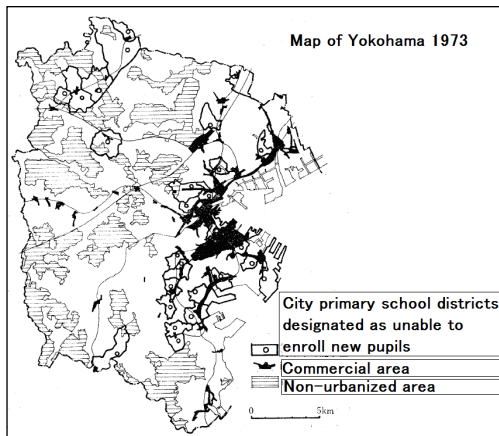 Map of Yokohama 1973
City primary school districts
designated as unable to
enroll new pupils
Commercial area
Non-urbanized area
0 5km